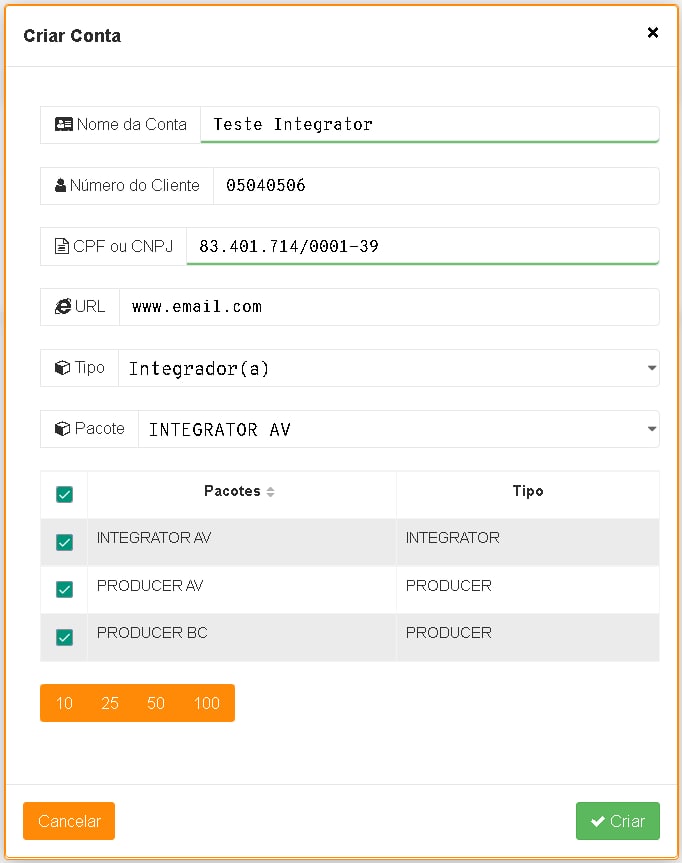 Criar Conta ×
Nome da Conta Teste Integrator
Número do Cliente 05040506
CPF ou CNPJ 83.401.714/0001-39
URL www.email.com
Tipo Integrador(a)
Pacote INTEGRATOR AV
Pacotes Tipo
INTEGRATOR AV INTEGRATOR
PRODUCER AV PRODUCER
PRODUCER BC PRODUCER
10 25 50 100
Cancelar Criar